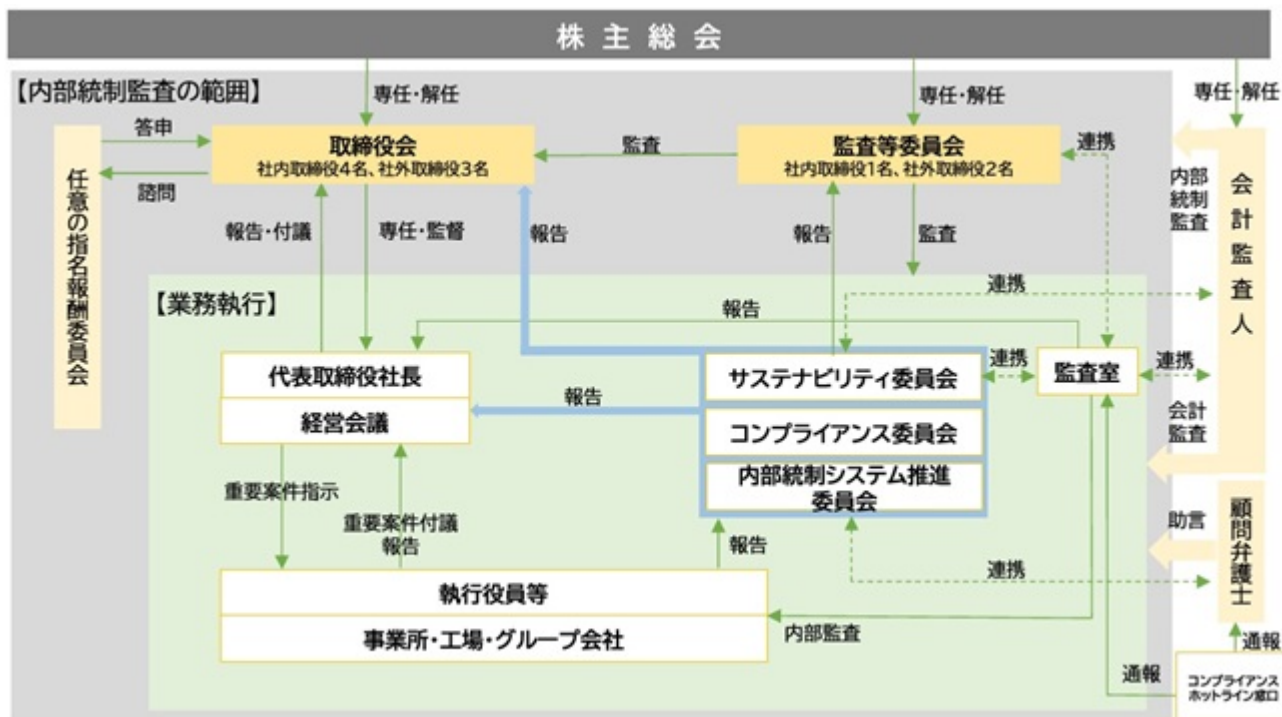 株主総会
【内部統制監査の範囲】
専任・解任
専任・解任
専任・解任
答申
諮問
任意の指名報酬委員会
取締役会
社内取締役4名、社外取締役3名
監査
監査等委員会
社内取締役1名、社外取締役2名
連携
内部
統制
監査
会計監査人
報告・付議
専任・監督
報告
報告
監査
【業務執行】
連携
報告
代表取締役社長
経営会議
報告
サステナビリティ委員会
コンプライアンス委員会
内部統制システム推進
委員会
連携
監査室
連携
会計
監査
重要案件指示
重要案件付議
報告
報告
連携
助言
顧問弁護士
執行役員等
事業所・工場・グループ会社
内部監査
通報
通報
コンプライアンス
ホットライン窓口